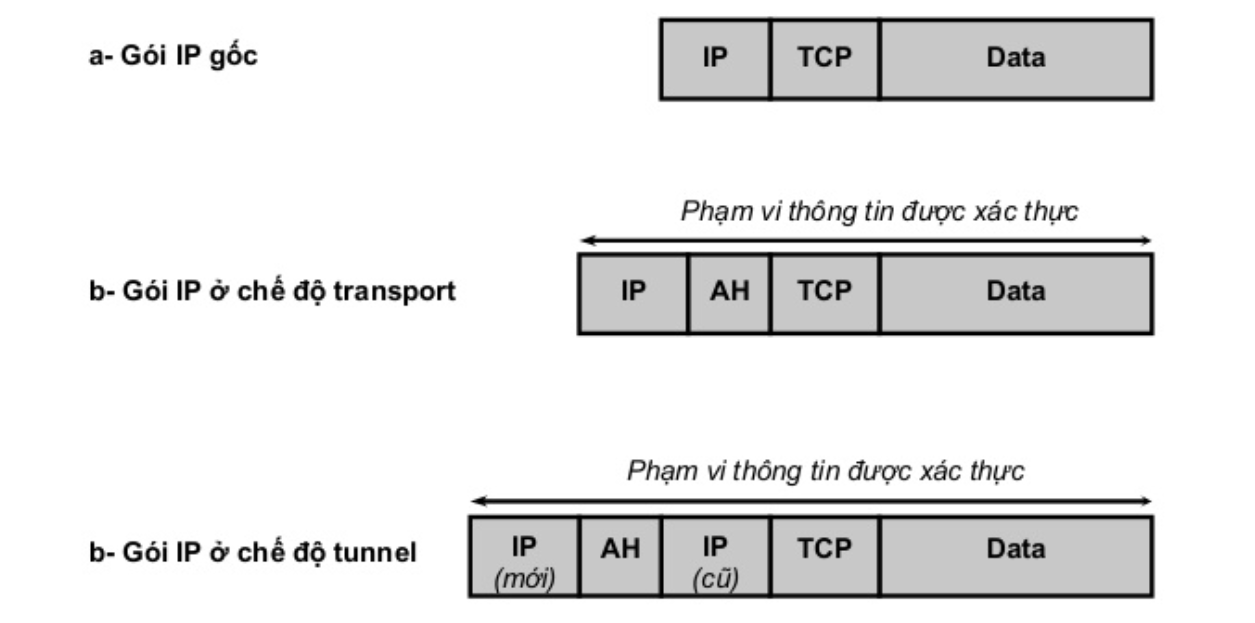 a- Gói IP gốc
IP TCP Data
Phạm vi thông tin được xác thực
b- Gói IP ở chế độ transport
IP AH TCP Data
Phạm vi thông tin được xác thực
b- Gói IP ở chế độ tunnel
IP AH IP TCP Data
(mới) (cũ)